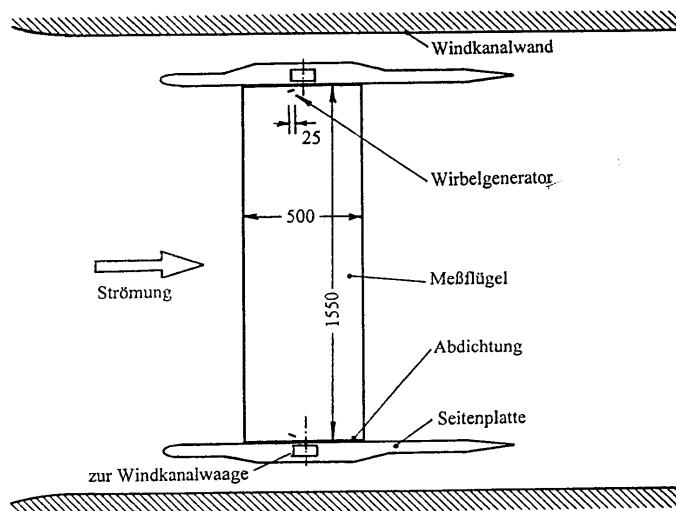 Windkanalwand
25
Wirbelgenerator
500
Strömung
Meßflügel
1550
Abdichtung
Seitenplatte
zur Windkanalwaage